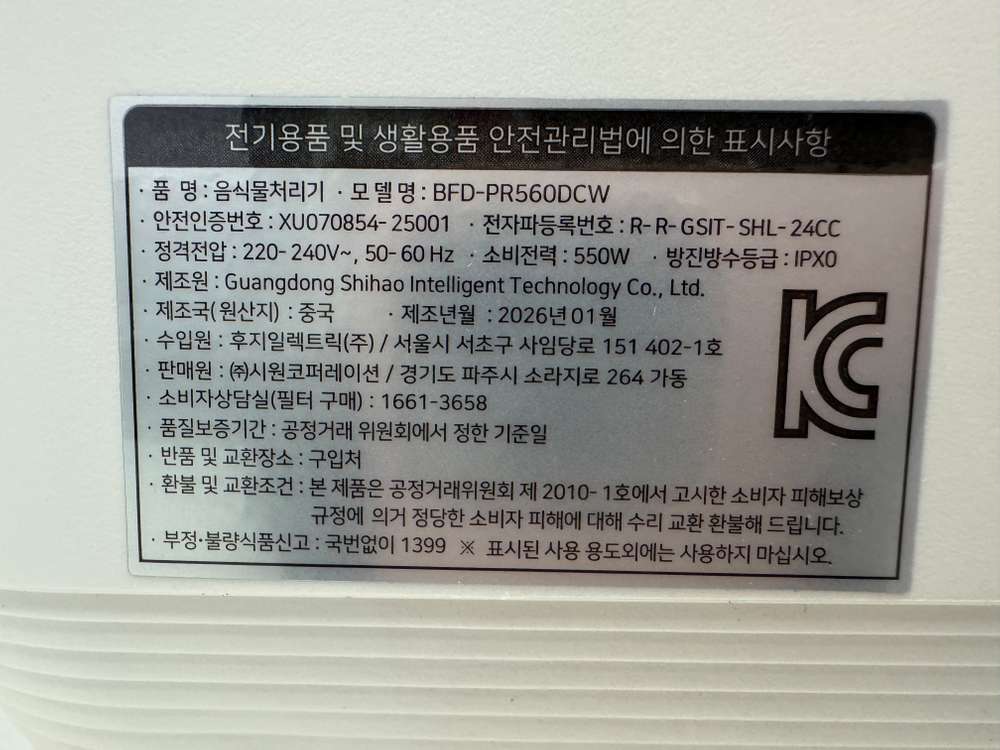 전기용품 및 생활용품 안전관리법에 의한 표시사항
· 품 명 : 음식물처리기 · 모 델 명 : BFD-PR560DCW
· 안전인증번호 : XU070854-25001 · 전자파등록번호 : R-R-GSIT-SHL-24CC
· 정격전압 : 220-240V~, 50-60 Hz · 소비전력 : 550W · 방진방수등급 : IPX0
· 제조원 : Guangdong Shihao Intelligent Technology Co., Ltd.
· 제조국(원산지) : 중국 · 제조년월 : 2026년 01월
· 수입원 : 후지일렉트릭(주) / 서울시 서초구 사임당로 151 402-1호
· 판매원 : ㈜시원코퍼레이션 / 경기도 파주시 소라지로 264 가동
· 소비자상담실(필터 구매) : 1661-3658
· 품질보증기간 : 공정거래 위원회에서 정한 기준일
· 반품 및 교환장소 : 구입처
· 환불 및 교환조건 : 본 제품은 공정거래위원회 제 2010-1호에서 고시한 소비자 피해보상
규정에 의거 정당한 소비자 피해에 대해 수리 교환 환불해 드립니다.
· 부정·불량식품신고 : 국번없이 1399 ※ 표시된 사용 용도외에는 사용하지 마십시오.
KC